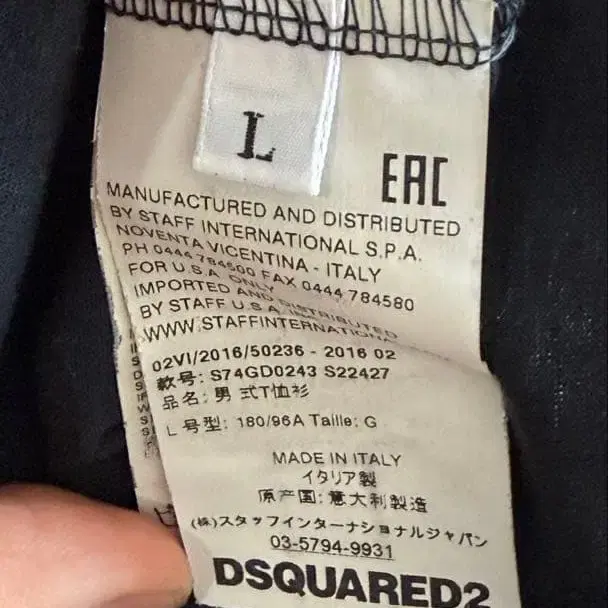 L
EAC
MANUFACTURED AND DISTRIBUTED
BY STAFF INTERNATIONAL S.P.A.
NOVENTA VICENTINA - ITALY
PH 0444 784500 FAX 0444 784580
FOR U.S.A. ONLY
IMPORTED AND DISTRIBUTED
BY STAFF U.S.A.
WWW.STAFFINTERNATIONAL
02VI/2016/50236 - 2016 02
款号: S74GD0243 S22427
品名: 男 式T恤衫
L 号型: 180/96A Taille: G
MADE IN ITALY
イタリア製
原产国: 意大利製造
(株)スタッフインターナショナルジャパン
03-5794-9931
DSQUARED2